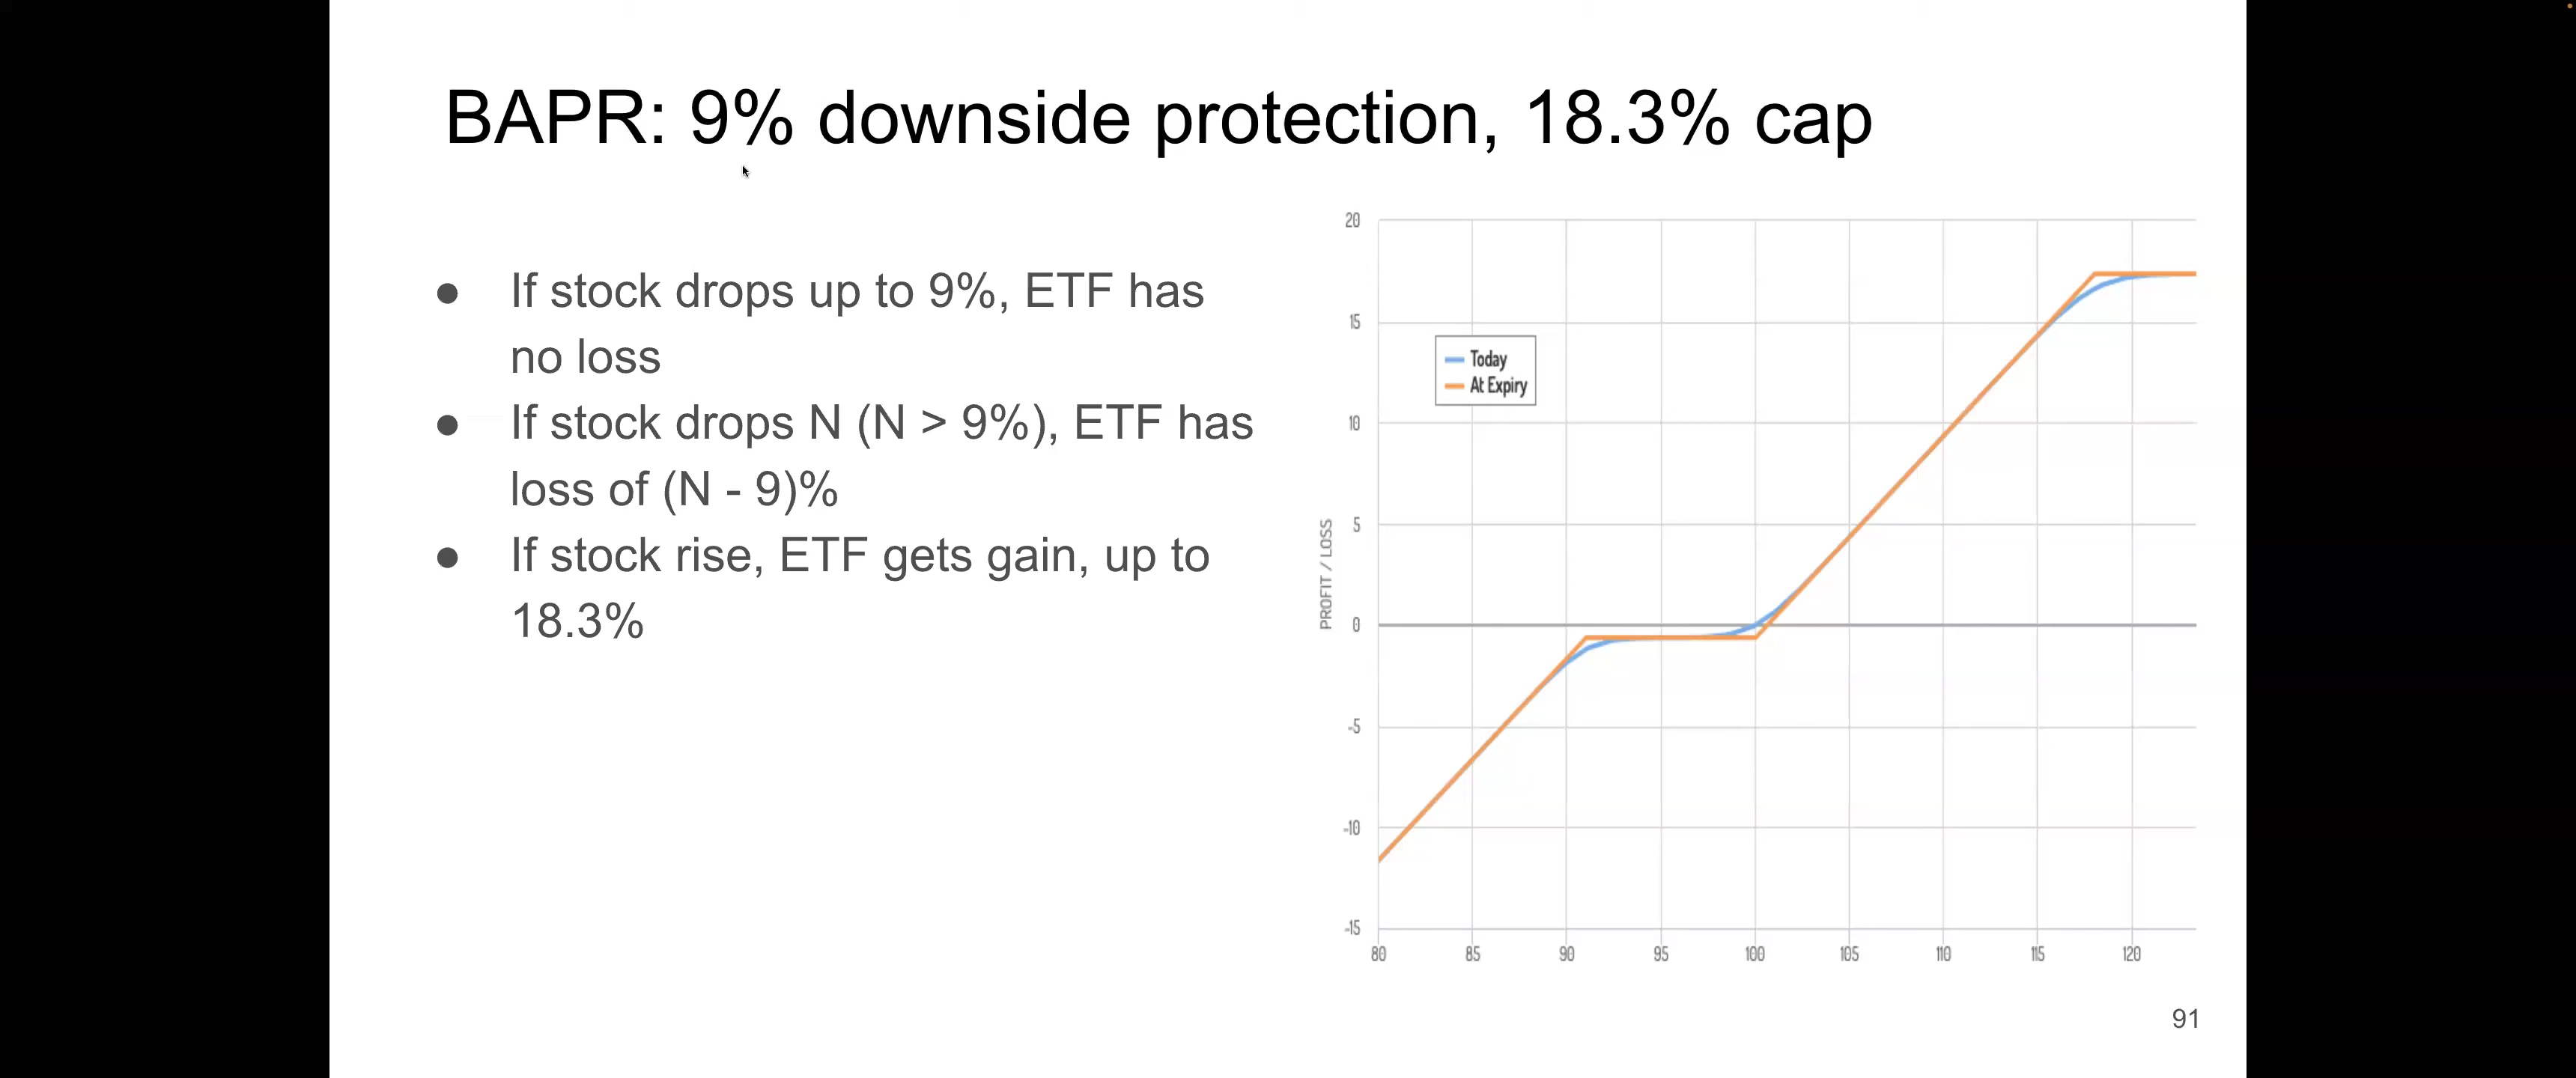 BAPR: 9% downside protection, 18.3% cap
● If stock drops up to 9%, ETF has
no loss
● If stock drops N (N > 9%), ETF has
loss of (N - 9)%
● If stock rise, ETF gets gain, up to
18.3%
20
15
10
5
0
-5
-10
-15
PROFIT / LOSS
Today
At Expiry
80 85 90 95 100 105 110 115 120
91